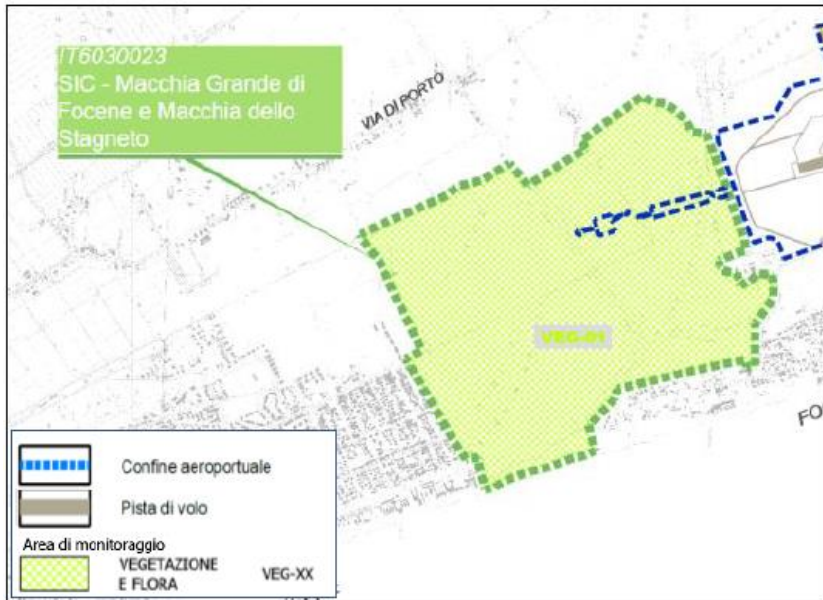 IT6030023
SIC - Macchia Grande di
Focene e Macchia dello
Stagneto
VIA DI PORTO
VEG-01
FO
Confine aeroportuale
Pista di volo
Area di monitoraggio
VEGETAZIONE
E FLORA
VEG-XX